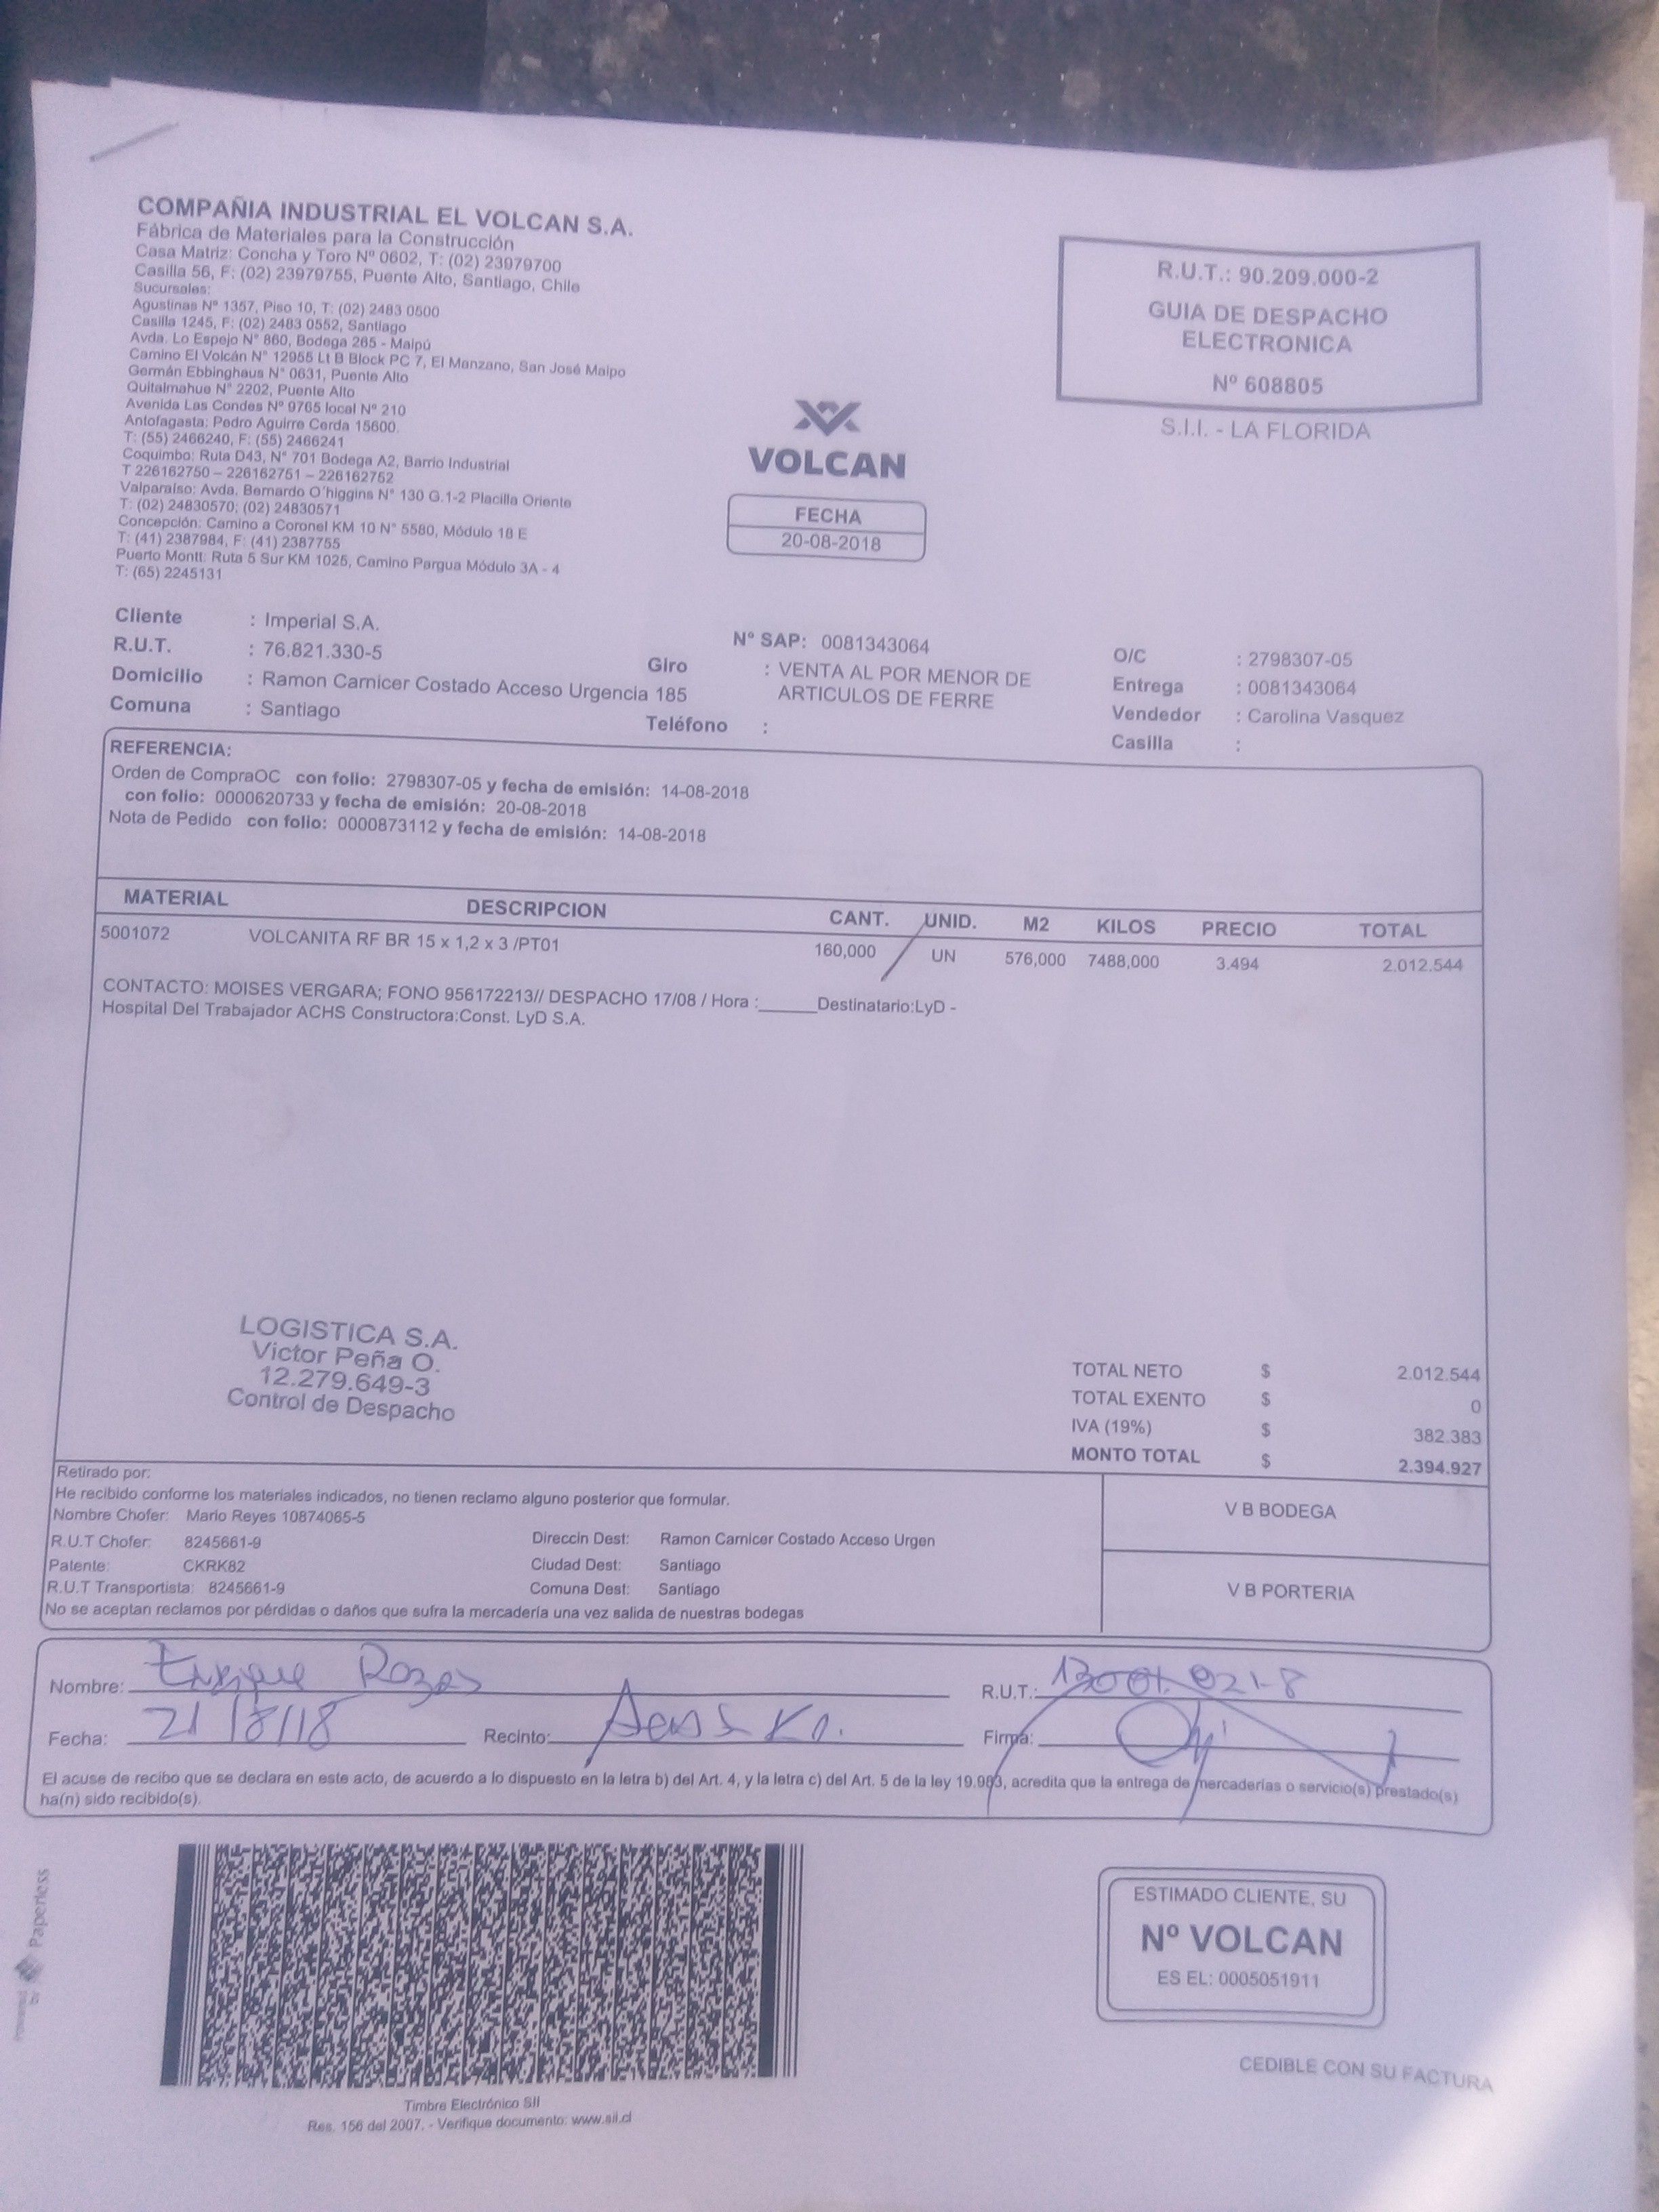 COMPAÑIA INDUSTRIAL EL VOLCAN S.A.
Fábrica de Materiales para la Construcción
Casa Matriz: Concha y Toro Nº 0602, T: (02) 23979700
Casilla 56, F: (02) 23979755, Puente Alto, Santiago, Chile
Sucursales:
Agustinas Nº 1357, Piso 10, T: (02) 2483 0500
Casilla 1245, F: (02) 2483 0552, Santiago
Avda. Lo Espejo N° 860, Bodega 265 - Maipú
Camino El Volcán N° 12955 Lt B Block PC 7, El Manzano, San José Maipo
Germán Ebbinghaus N° 0631, Puente Alto
Quitalmahue N° 2202, Puente Alto
Avenida Las Condes Nº 9765 local Nº 210
Antofagasta: Pedro Aguirre Cerda 15600.
T: (55) 2466240, F: (55) 2466241
Coquimbo: Ruta D43, N° 701 Bodega A2, Barrio Industrial
T 226162750 – 226162751 – 226162752
Valparaíso: Avda. Bernardo O'higgins N° 130 G.1-2 Placilla Oriente
T: (02) 24830570; (02) 24830571
Concepción: Camino a Coronel KM 10 N° 5580, Módulo 18 E
T: (41) 2387984, F: (41) 2387755
Puerto Montt: Ruta 5 Sur KM 1025, Camino Pargua Módulo 3A - 4
T: (65) 2245131
R.U.T.: 90.209.000-2
GUIA DE DESPACHO
ELECTRONICA
Nº 608805
S.I.I. - LA FLORIDA
VOLCAN
FECHA
20-08-2018
Cliente : Imperial S.A.
R.U.T. : 76.821.330-5
Domicilio : Ramon Carnicer Costado Acceso Urgencia 185
Comuna : Santiago
Nº SAP: 0081343064
Giro : VENTA AL POR MENOR DE
ARTICULOS DE FERRE
Teléfono :
O/C : 2798307-05
Entrega : 0081343064
Vendedor : Carolina Vasquez
Casilla :
REFERENCIA:
Orden de CompraOC con folio: 2798307-05 y fecha de emisión: 14-08-2018
con folio: 0000620733 y fecha de emisión: 20-08-2018
Nota de Pedido con folio: 0000873112 y fecha de emisión: 14-08-2018
MATERIAL DESCRIPCION CANT. UNID. M2 KILOS PRECIO TOTAL
5001072 VOLCANITA RF BR 15 x 1,2 x 3 /PT01 160,000 UN 576,000 7488,000 3.494 2.012.544
CONTACTO: MOISES VERGARA; FONO 956172213// DESPACHO 17/08 / Hora :______Destinatario:LyD -
Hospital Del Trabajador ACHS Constructora:Const. LyD S.A.
LOGISTICA S.A.
Victor Peña O.
12.279.649-3
Control de Despacho
TOTAL NETO $ 2.012.544
TOTAL EXENTO $ 0
IVA (19%) $ 382.383
MONTO TOTAL $ 2.394.927
Retirado por:
He recibido conforme los materiales indicados, no tienen reclamo alguno posterior que formular.
Nombre Chofer: Mario Reyes 10874065-5
R.U.T Chofer: 8245661-9 Direccin Dest: Ramon Carnicer Costado Acceso Urgen
Patente: CKRK82 Ciudad Dest: Santiago
R.U.T Transportista: 8245661-9 Comuna Dest: Santiago
No se aceptan reclamos por pérdidas o daños que sufra la mercadería una vez salida de nuestras bodegas
V B BODEGA
V B PORTERIA
Nombre: Enrique Rozas R.U.T.:
Fecha: 21/8/18 Recinto: Firma:
El acuse de recibo que se declara en este acto, de acuerdo a lo dispuesto en la letra b) del Art. 4, y la letra c) del Art. 5 de la ley 19.983, acredita que la entrega de mercaderías o servicio(s) prestado(s)
ha(n) sido recibido(s).
Powered by Paperless
Timbre Electrónico SII
Res. 156 del 2007. - Verifique documento: www.sii.cl
ESTIMADO CLIENTE, SU
Nº VOLCAN
ES EL: 0005051911
CEDIBLE CON SU FACTURA